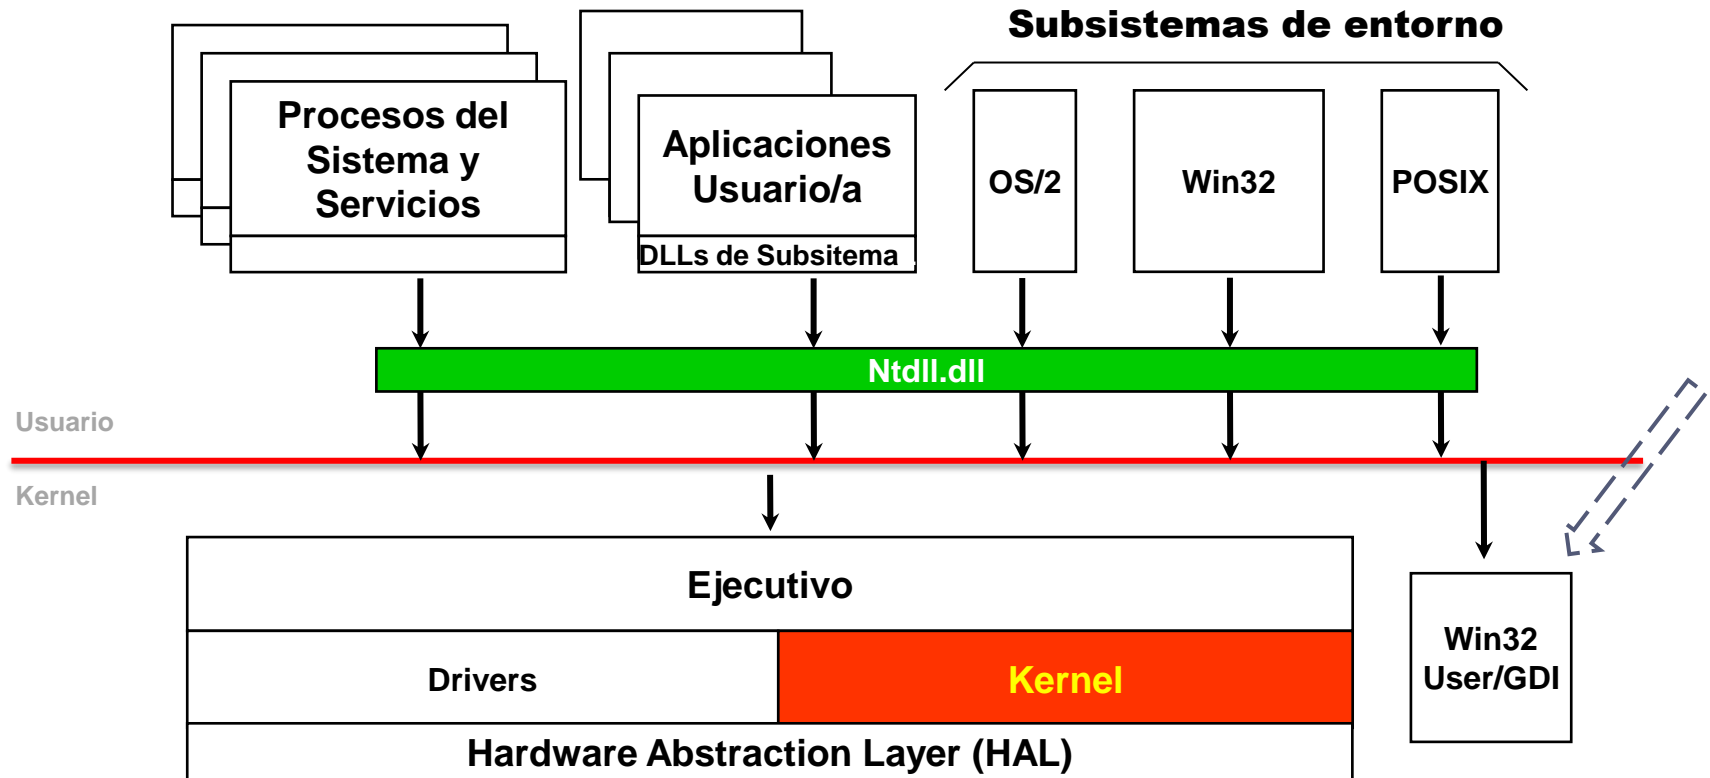 Subsistemas de entorno
Procesos del
Sistema y
Servicios
Aplicaciones
Usuario/a
DLLs de Subsitema
OS/2
Win32
POSIX
Ntdll.dll
Usuario
Kernel
Ejecutivo
Drivers
Kernel
Hardware Abstraction Layer (HAL)
Win32
User/GDI